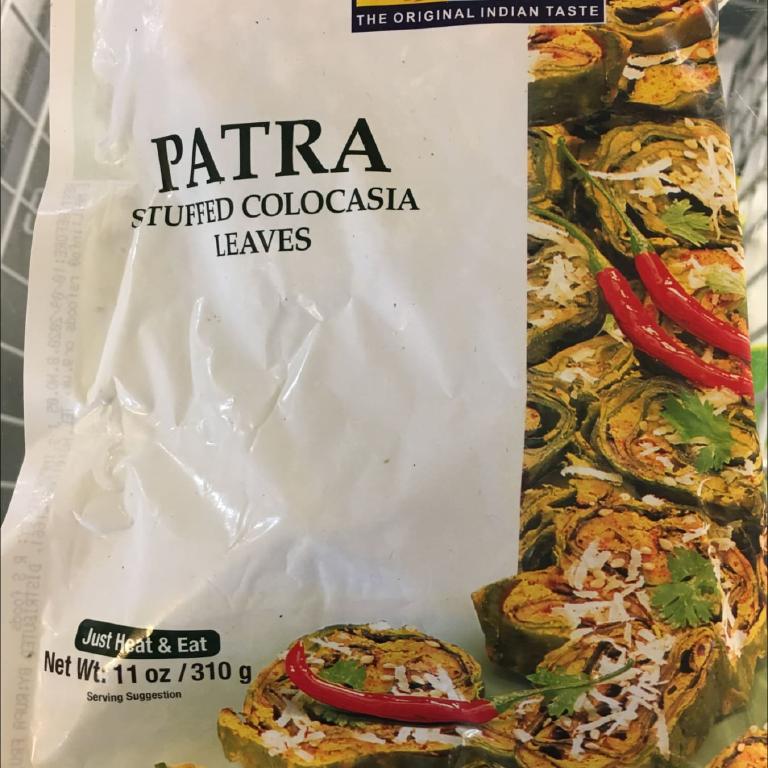 THE ORIGINAL INDIAN TASTE
PATRA
STUFFED COLOCASIA
LEAVES
Just Heat & Eat
Net Wt. 11 oz / 310 g
Serving Suggestion